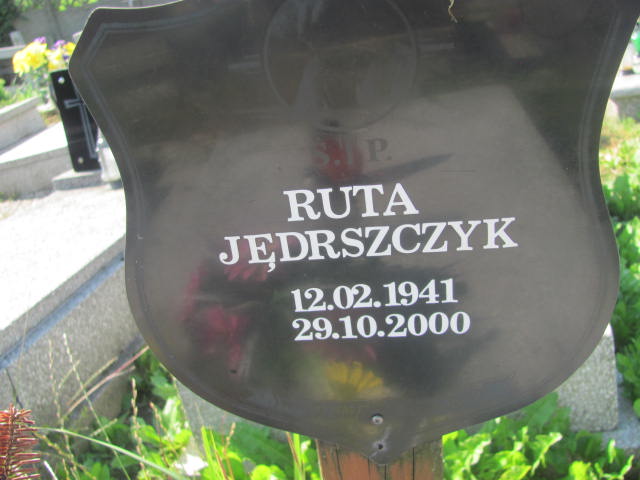 Ś.P.
RUTA
JĘDRSZCZYK
12.02.1941
29.10.2000